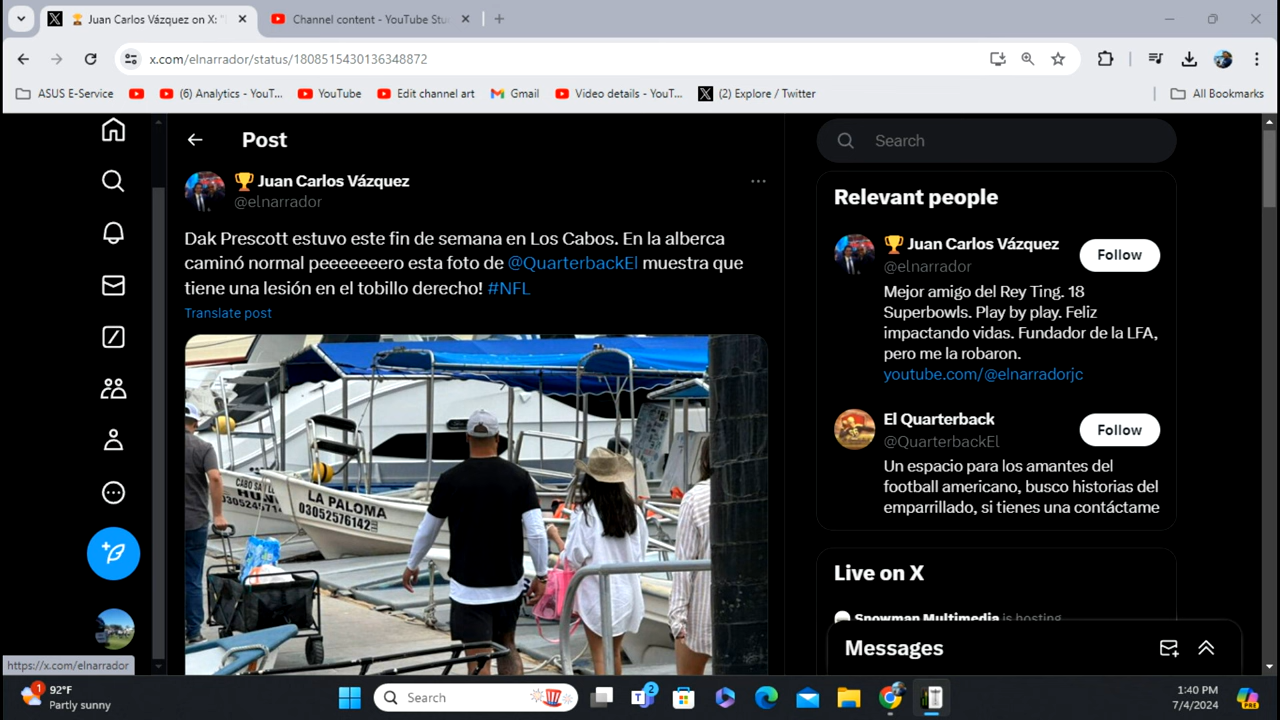 Juan Carlos Vázquez on X: "
Channel content - YouTube Stu
x.com/elnarrador/status/1808515430136348872
ASUS E-Service
(6) Analytics - YouT...
YouTube
Edit channel art
Gmail
Video details - YouT...
(2) Explore / Twitter
All Bookmarks
Post
Search
Juan Carlos Vázquez
@elnarrador
Dak Prescott estuvo este fin de semana en Los Cabos. En la alberca
caminó normal peeeeeeero esta foto de @QuarterbackEl muestra que
tiene una lesión en el tobillo derecho! #NFL
Translate post
LA PALOMA
03052576142
Relevant people
Juan Carlos Vázquez
@elnarrador
Follow
Mejor amigo del Rey Ting. 18
Superbowls. Play by play. Feliz
impactando vidas. Fundador de la LFA,
pero me la robaron.
youtube.com/@elnarradorjc
El Quarterback
@QuarterbackEl
Follow
Un espacio para los amantes del
football americano, busco historias del
emparrillado, si tienes una contáctame
Live on X
Snowman Multimedia is hosting
Messages
https://x.com/elnarrador
1
92°F
Partly sunny
Search
2
PRE
1:40 PM
7/4/2024